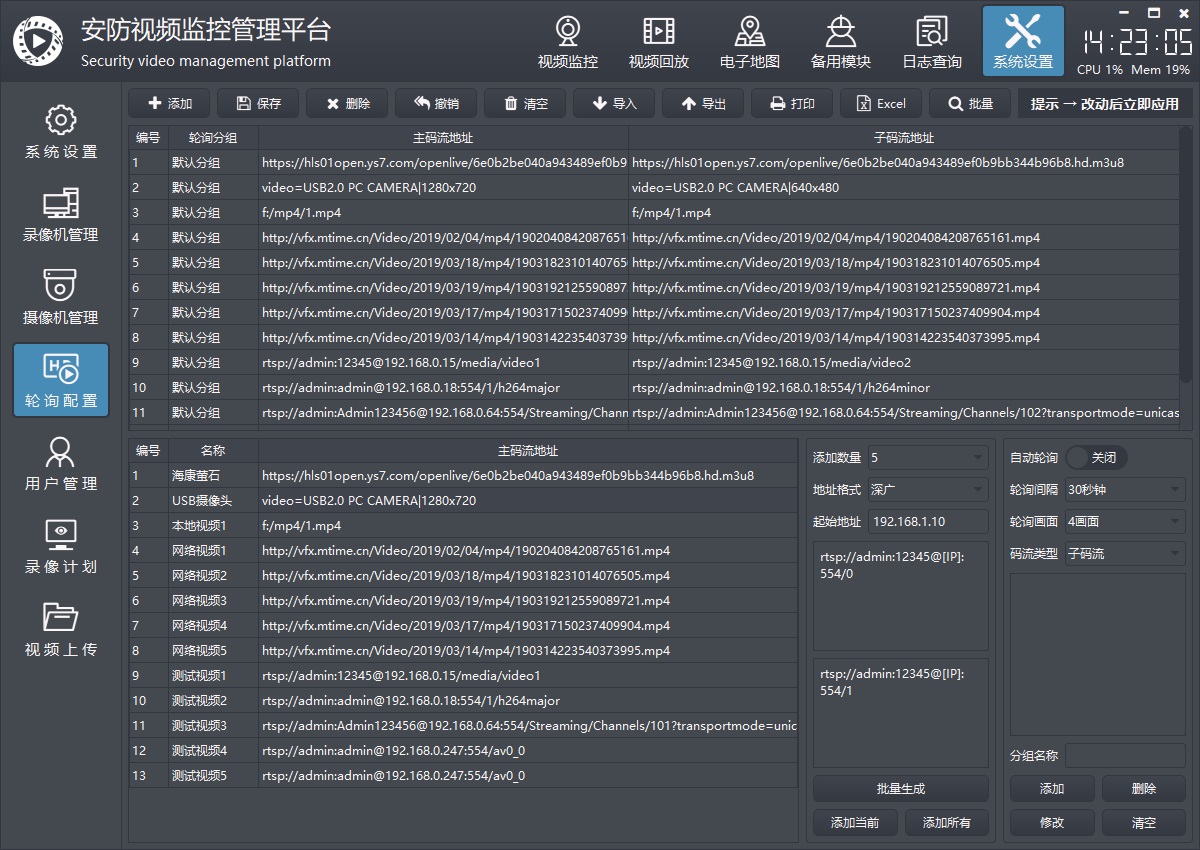 安防视频监控管理平台
Security video management platform
视频监控 视频回放 电子地图 备用模块 日志查询 系统设置
14:23:05
CPU 1% Mem 19%
系统设置
录像机管理
摄像机管理
轮询配置
用户管理
录像计划
视频上传
添加 保存 删除 撤销 清空 导入 导出 打印 Excel 批量 提示 → 改动后立即应用
编号 轮询分组 主码流地址 子码流地址
1 默认分组 https://hls01open.ys7.com/openlive/6e0b2be040a943489ef0b9 https://hls01open.ys7.com/openlive/6e0b2be040a943489ef0b9bb344b96b8.hd.m3u8
2 默认分组 video=USB2.0 PC CAMERA|1280x720 video=USB2.0 PC CAMERA|640x480
3 默认分组 f:/mp4/1.mp4 f:/mp4/1.mp4
4 默认分组 http://vfx.mtime.cn/Video/2019/02/04/mp4/190204084208765161 http://vfx.mtime.cn/Video/2019/02/04/mp4/190204084208765161.mp4
5 默认分组 http://vfx.mtime.cn/Video/2019/03/18/mp4/190318231014076505 http://vfx.mtime.cn/Video/2019/03/18/mp4/190318231014076505.mp4
6 默认分组 http://vfx.mtime.cn/Video/2019/03/19/mp4/190319212559089721 http://vfx.mtime.cn/Video/2019/03/19/mp4/190319212559089721.mp4
7 默认分组 http://vfx.mtime.cn/Video/2019/03/17/mp4/190317150237409904 http://vfx.mtime.cn/Video/2019/03/17/mp4/190317150237409904.mp4
8 默认分组 http://vfx.mtime.cn/Video/2019/03/14/mp4/190314223540373995 http://vfx.mtime.cn/Video/2019/03/14/mp4/190314223540373995.mp4
9 默认分组 rtsp://admin:12345@192.168.0.15/media/video1 rtsp://admin:12345@192.168.0.15/media/video2
10 默认分组 rtsp://admin:admin@192.168.0.18:554/1/h264major rtsp://admin:admin@192.168.0.18:554/1/h264minor
11 默认分组 rtsp://admin:Admin123456@192.168.0.64:554/Streaming/Chann rtsp://admin:Admin123456@192.168.0.64:554/Streaming/Channels/102?transportmode=unicas
编号 名称 主码流地址
1 海康萤石 https://hls01open.ys7.com/openlive/6e0b2be040a943489ef0b9bb344b96b8.hd.m3u8
2 USB摄像头 video=USB2.0 PC CAMERA|1280x720
3 本地视频1 f:/mp4/1.mp4
4 网络视频1 http://vfx.mtime.cn/Video/2019/02/04/mp4/190204084208765161.mp4
5 网络视频2 http://vfx.mtime.cn/Video/2019/03/18/mp4/190318231014076505.mp4
6 网络视频3 http://vfx.mtime.cn/Video/2019/03/19/mp4/190319212559089721.mp4
7 网络视频4 http://vfx.mtime.cn/Video/2019/03/17/mp4/190317150237409904.mp4
8 网络视频5 http://vfx.mtime.cn/Video/2019/03/14/mp4/190314223540373995.mp4
9 测试视频1 rtsp://admin:12345@192.168.0.15/media/video1
10 测试视频2 rtsp://admin:admin@192.168.0.18:554/1/h264major
11 测试视频3 rtsp://admin:Admin123456@192.168.0.64:554/Streaming/Channels/101?transportmode=unic
12 测试视频4 rtsp://admin:admin@192.168.0.247:554/av0_0
13 测试视频5 rtsp://admin:admin@192.168.0.247:554/av0_0
添加数量 5
地址格式 深广
起始地址 192.168.1.10
rtsp://admin:12345@[IP]:
554/0
rtsp://admin:12345@[IP]:
554/1
批量生成
添加当前 添加所有
自动轮询 关闭
轮询间隔 30秒钟
轮询画面 4画面
码流类型 子码流
分组名称
添加 删除
修改 清空